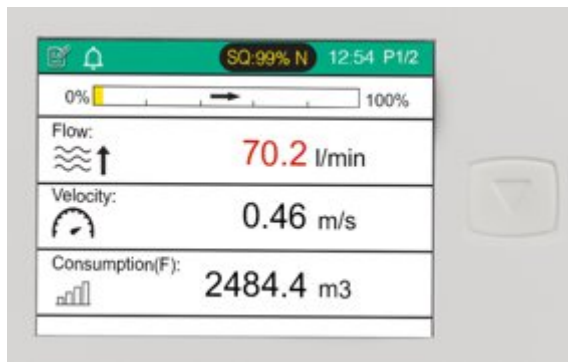 SQ:99% N 12:54 P1/2
0% 100%
Flow:
70.2 l/min
Velocity:
0.46 m/s
Consumption(F):
2484.4 m3